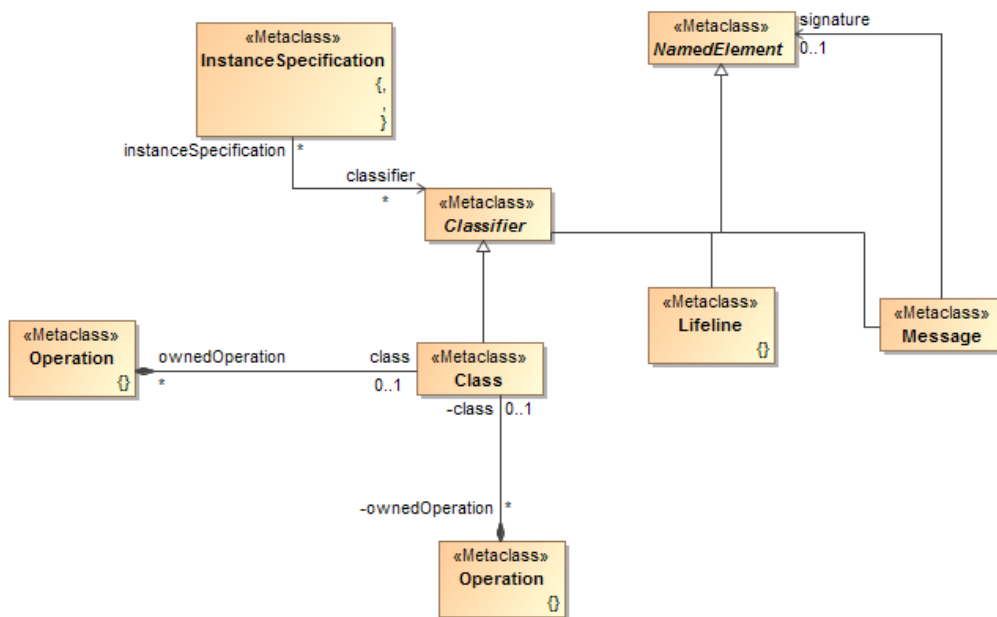 «Metaclass»
InstanceSpecification
{,
,
}
«Metaclass»
NamedElement
signature
0..1
instanceSpecification *
classifier
*
«Metaclass»
Classifier
«Metaclass»
Lifeline
{}
«Metaclass»
Message
«Metaclass»
Operation
{}
ownedOperation
*
class
0..1
«Metaclass»
Class
-class 0..1
-ownedOperation *
«Metaclass»
Operation
{}